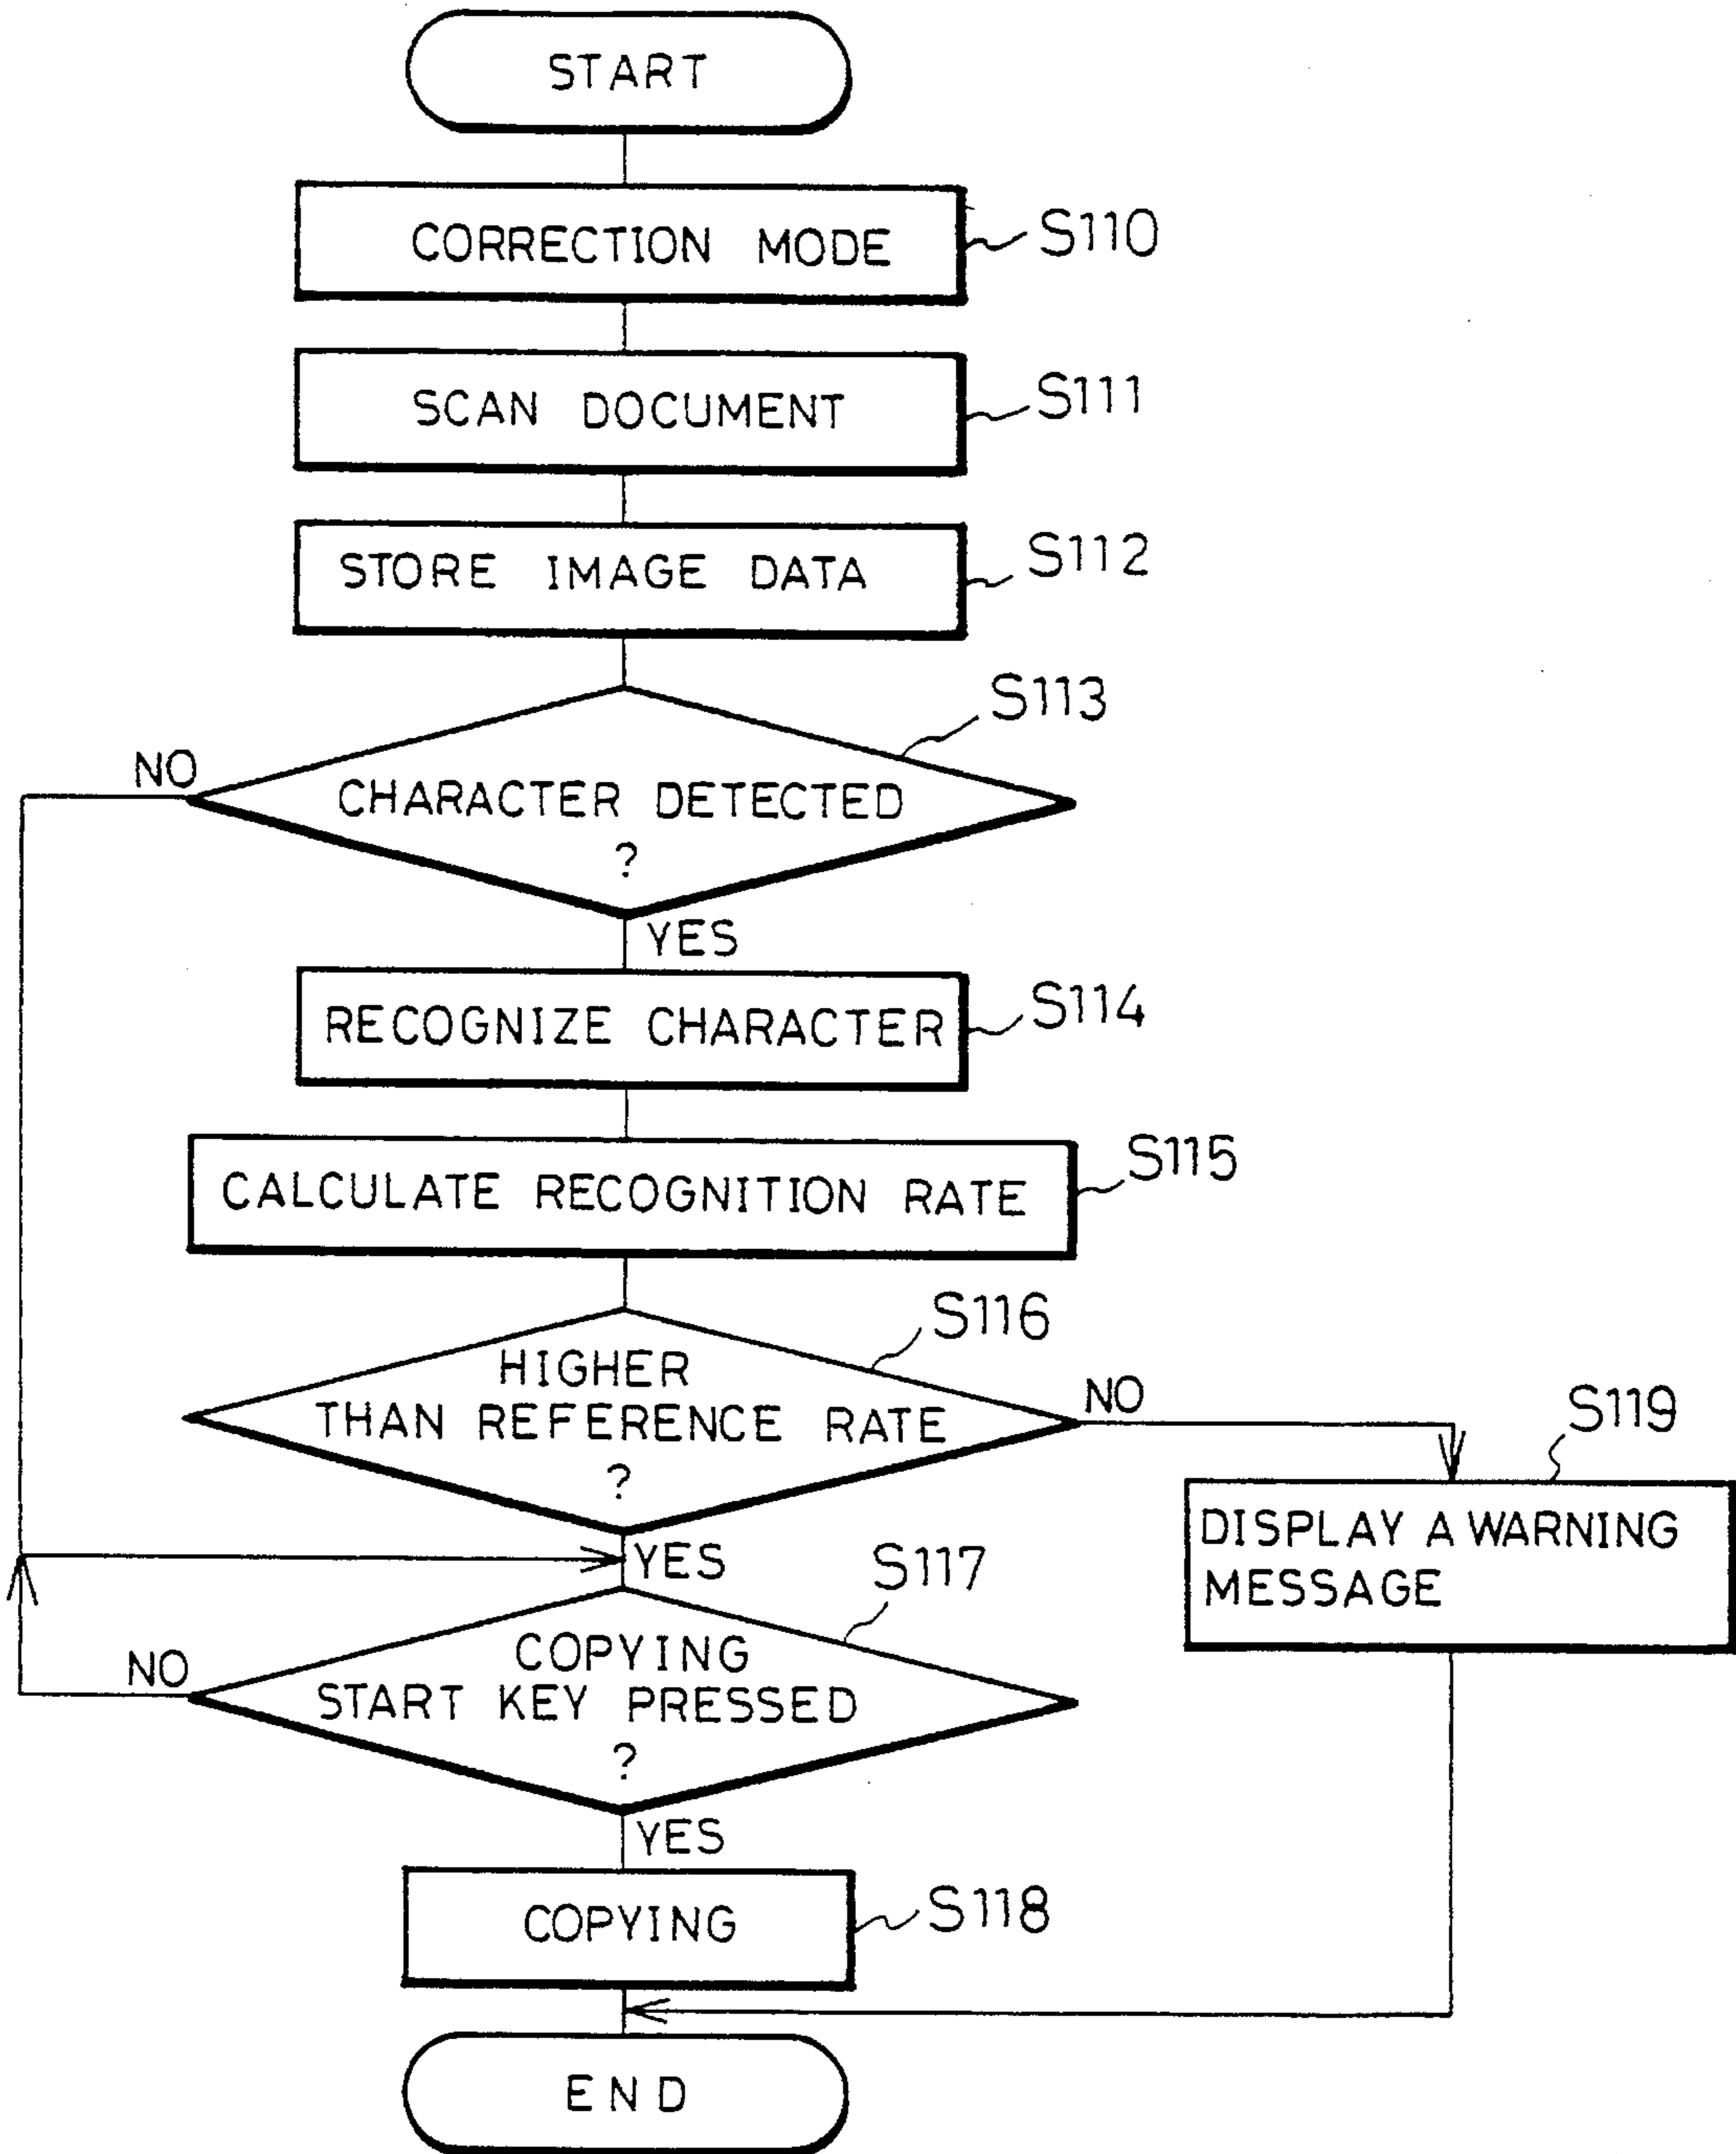 START
CORRECTION MODE
S110
SCAN DOCUMENT
S111
STORE IMAGE DATA
S112
S113
NO
CHARACTER DETECTED
?
YES
RECOGNIZE CHARACTER
S114
CALCULATE RECOGNITION RATE
S115
S116
HIGHER
THAN REFERENCE RATE
?
NO
S119
DISPLAY A WARNING
MESSAGE
YES
S117
NO
COPYING
START KEY PRESSED
?
YES
COPYING
S118
END